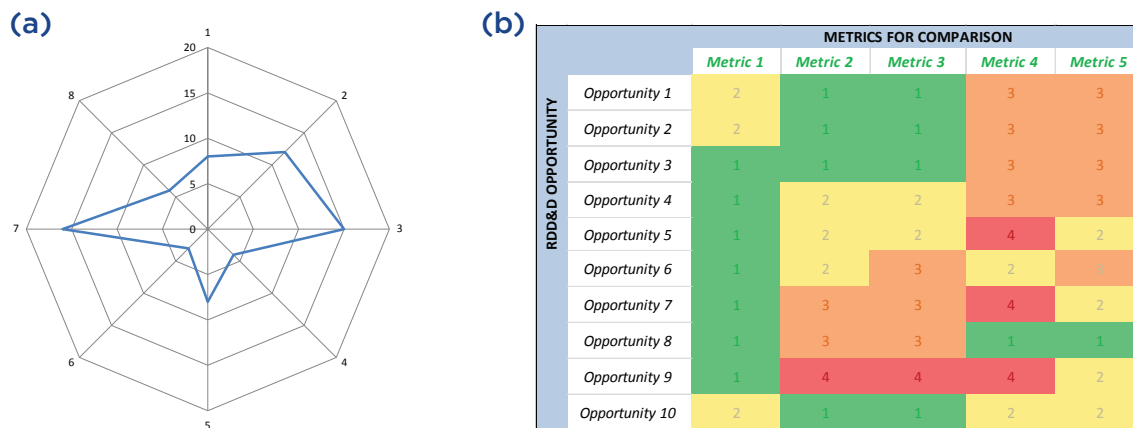 (a)
1
20
15
10
5
0
2
3
4
5
6
7
8
(b)
METRICS FOR COMPARISON
Metric 1 Metric 2 Metric 3 Metric 4 Metric 5
RDD&D OPPORTUNITY
Opportunity 1 2 1 1 3 3
Opportunity 2 2 1 1 3 3
Opportunity 3 1 1 1 3 3
Opportunity 4 1 2 2 3 3
Opportunity 5 1 2 2 4 2
Opportunity 6 1 2 3 2 3
Opportunity 7 1 3 3 4 2
Opportunity 8 1 3 3 1 1
Opportunity 9 1 4 4 4 2
Opportunity 10 2 1 1 2 2